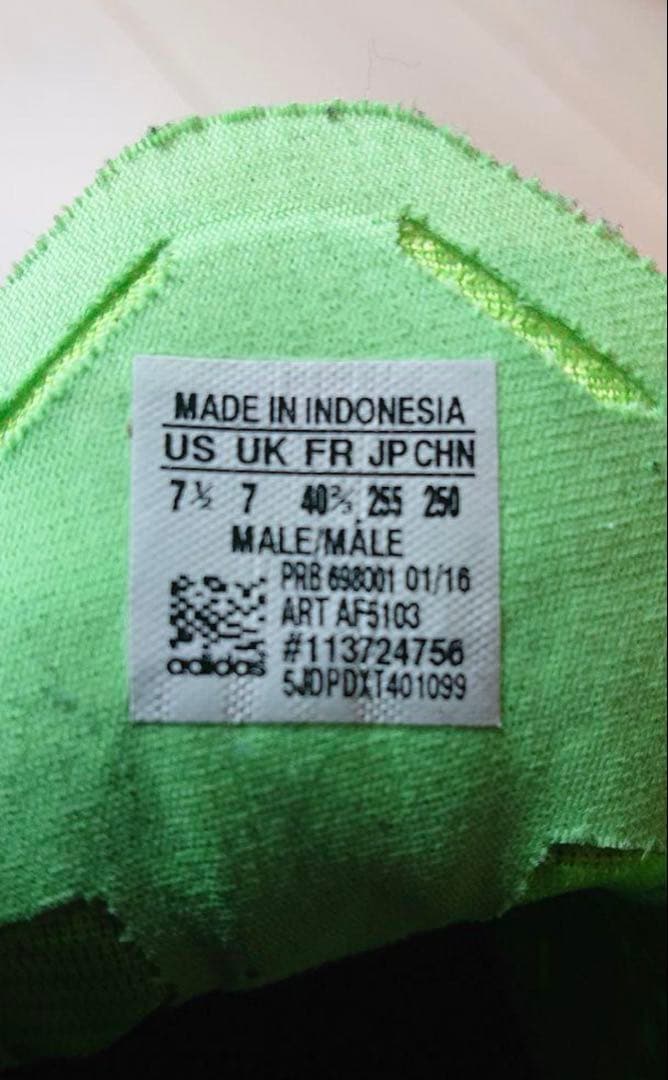 MADE IN INDONESIA
US UK FR JP CHN
7½ 7 40⅔ 255 250
MALE/MÂLE
PRB 698001 01/16
ART AF5103
#113724756
adidas
5JDPDXT401099